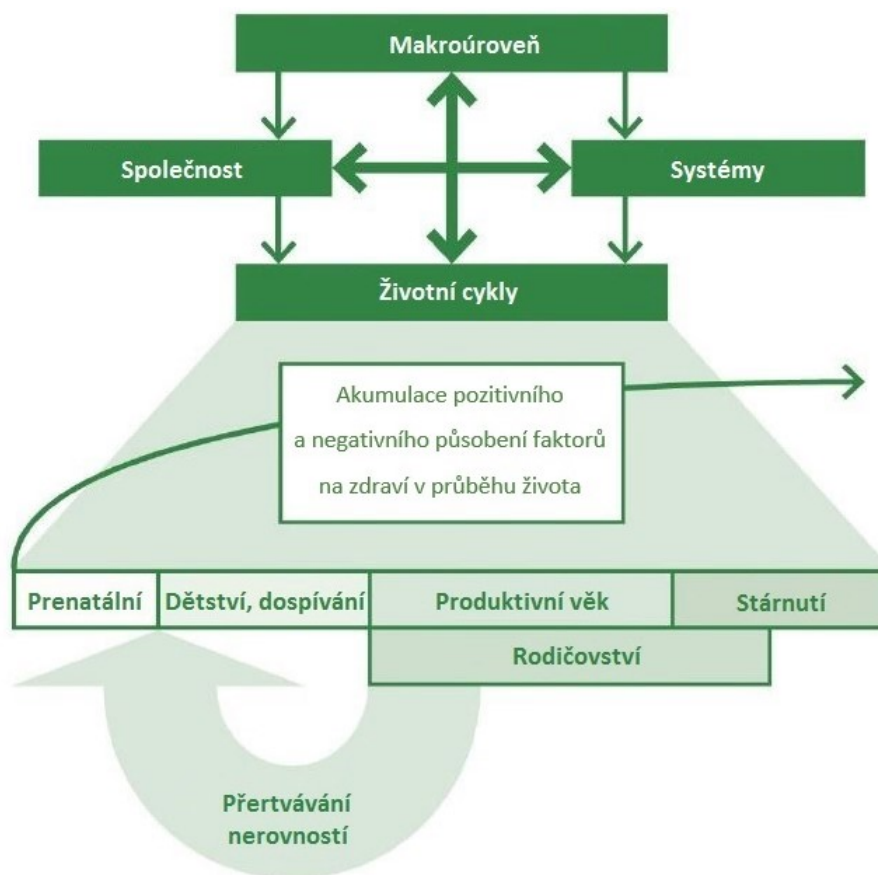 Makroúroveň
Společnost
Systémy
Životní cykly
Akumulace pozitivního
a negativního působení faktorů
na zdraví v průběhu života
Prenatální
Dětství, dospívání
Produktivní věk
Stárnutí
Rodičovství
Přertvávání
nerovností